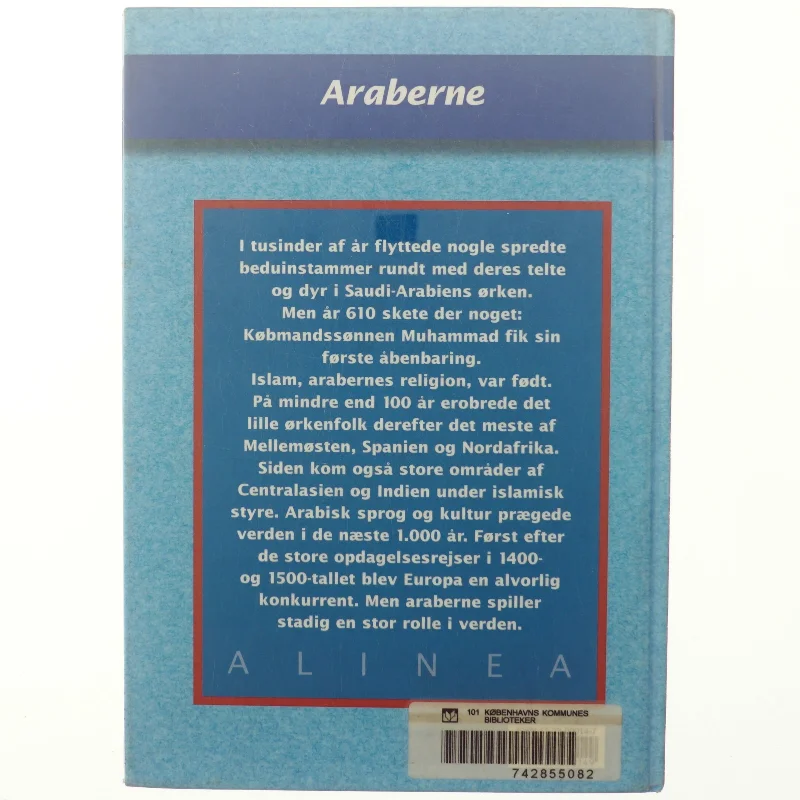 Araberne
I tusinder af år flyttede nogle spredte
beduinstammer rundt med deres telte
og dyr i Saudi-Arabiens ørken.
Men år 610 skete der noget:
Købmandssønnen Muhammad fik sin
første åbenbaring.
Islam, arabernes religion, var født.
På mindre end 100 år erobrede det
lille ørkenfolk derefter det meste af
Mellemøsten, Spanien og Nordafrika.
Siden kom også store områder af
Centralasien og Indien under islamisk
styre. Arabisk sprog og kultur prægede
verden i de næste 1.000 år. Først efter
de store opdagelsesrejser i 1400-
og 1500-tallet blev Europa en alvorlig
konkurrent. Men araberne spiller
stadig en stor rolle i verden.
ALINEA
101 KØBENHAVNS KOMMUNES
BIBLIOTEKER
742855082